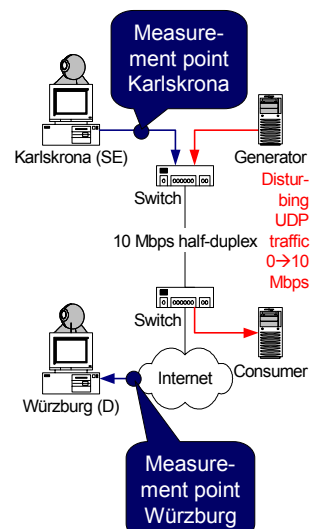 Measure-
ment point
Karlskrona
Karlskrona (SE)
Generator
Switch
Distur-
bing
UDP
traffic
0→10
Mbps
10 Mbps half-duplex
Switch
Internet
Consumer
Würzburg (D)
Measure-
ment point
Würzburg